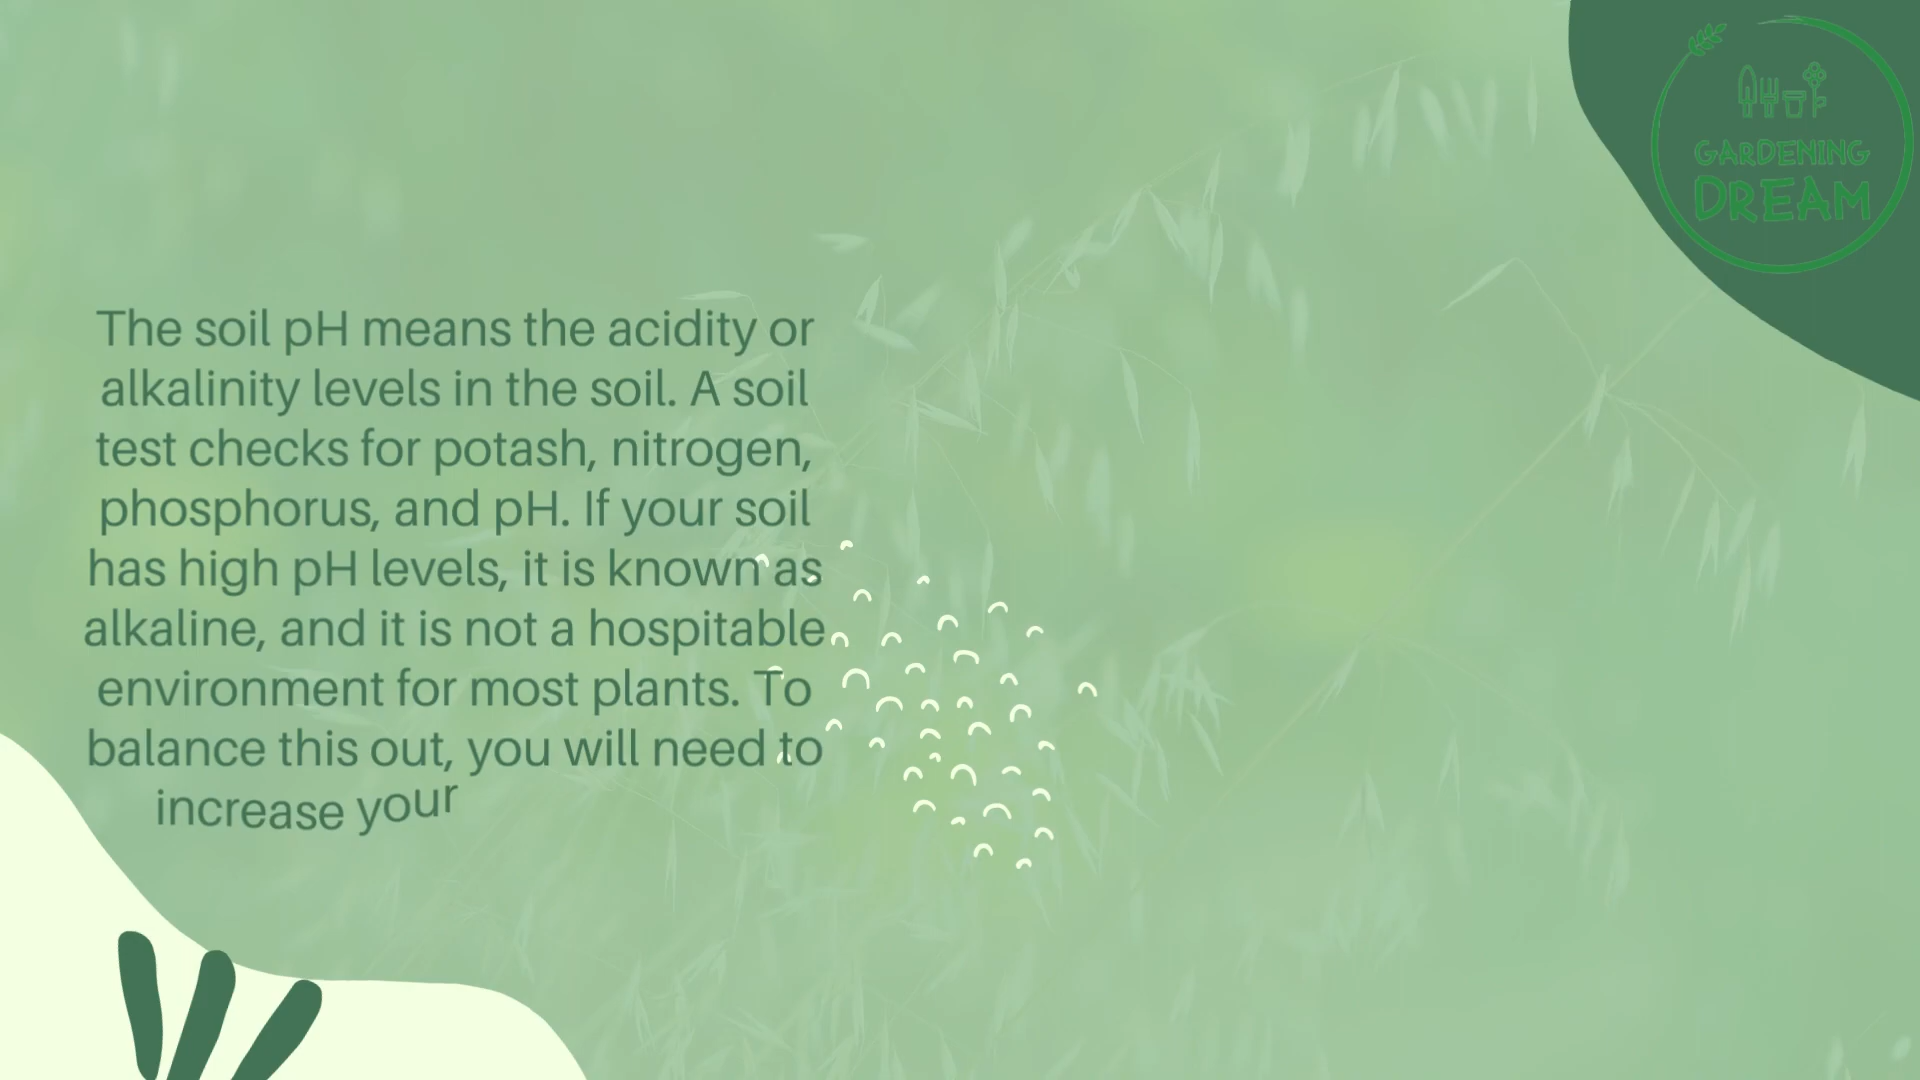 GARDENING
DREAM
The soil pH means the acidity or
alkalinity levels in the soil. A soil
test checks for potash, nitrogen,
phosphorus, and pH. If your soil
has high pH levels, it is known as
alkaline, and it is not a hospitable
environment for most plants. To
balance this out, you will need to
increase your